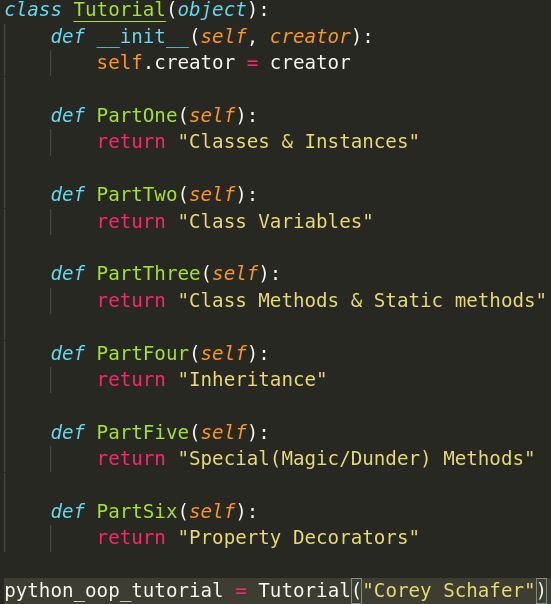 class Tutorial(object):
    def __init__(self, creator):
        self.creator = creator

    def PartOne(self):
        return "Classes & Instances"

    def PartTwo(self):
        return "Class Variables"

    def PartThree(self):
        return "Class Methods & Static methods"

    def PartFour(self):
        return "Inheritance"

    def PartFive(self):
        return "Special(Magic/Dunder) Methods"

    def PartSix(self):
        return "Property Decorators"

python_oop_tutorial = Tutorial("Corey Schafer")